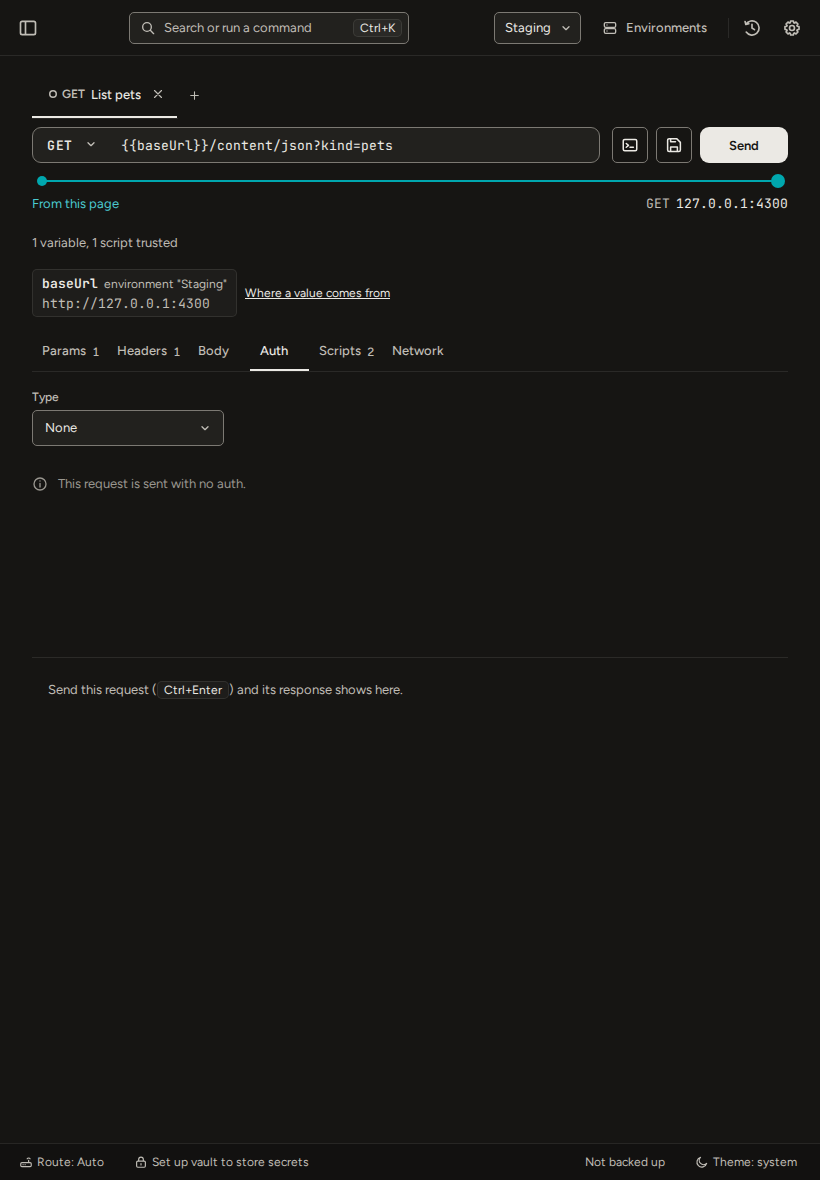 Search or run a command Ctrl+K Staging Environments
GET List pets
GET {{baseUrl}}/content/json?kind=pets Send
From this page GET 127.0.0.1:4300
1 variable, 1 script trusted
baseUrl environment "Staging"
http://127.0.0.1:4300
Where a value comes from
Params 1 Headers 1 Body Auth Scripts 2 Network
Type
None
This request is sent with no auth.
Send this request (Ctrl+Enter) and its response shows here.
Route: Auto Set up vault to store secrets Not backed up Theme: system